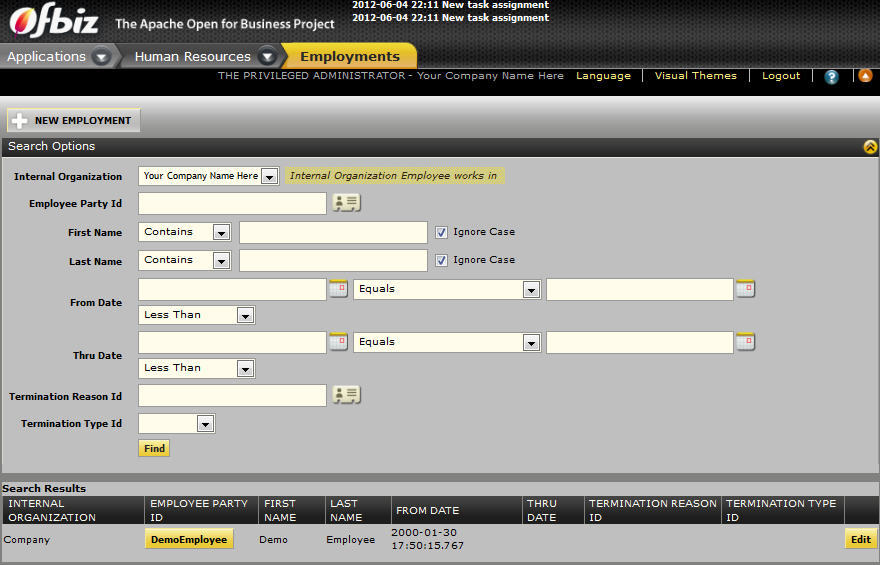 2012-06-04 22:11 New task assignment
2012-06-04 22:11 New task assignment
Ofbiz The Apache Open for Business Project
Applications Human Resources Employments
THE PRIVILEGED ADMINISTRATOR - Your Company Name Here Language Visual Themes Logout ?
NEW EMPLOYMENT
Search Options
Internal Organization Your Company Name Here Internal Organization Employee works in
Employee Party Id
First Name Contains Ignore Case
Last Name Contains Ignore Case
Equals
From Date
Less Than
Equals
Thru Date
Less Than
Termination Reason Id
Termination Type Id
Find
Search Results
INTERNAL ORGANIZATION EMPLOYEE PARTY ID FIRST NAME LAST NAME FROM DATE THRU DATE TERMINATION REASON ID TERMINATION TYPE ID
Company DemoEmployee Demo Employee 2000-01-30 17:50:15.767 Edit